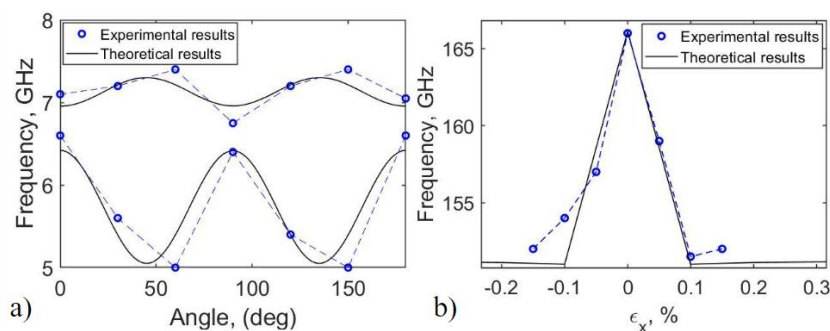 Experimental results
Theoretical results
Frequency, GHz
8
7
6
5
0
50
100
150
Angle, (deg)
a)
Experimental results
Theoretical results
Frequency, GHz
165
160
155
-0.2
-0.1
0
0.1
0.2
0.3
ϵx, %
b)